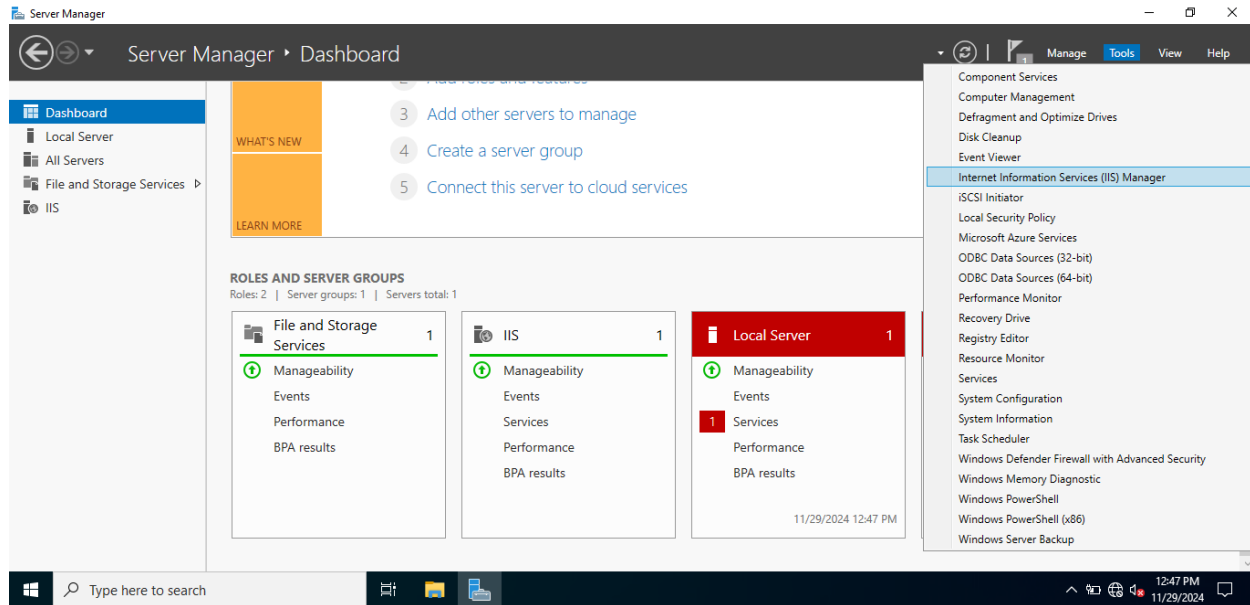 Server Manager
Server Manager • Dashboard
1
Manage Tools View Help
Dashboard
Local Server
All Servers
File and Storage Services
IIS
WHAT'S NEW
LEARN MORE
2 Add roles and features
3 Add other servers to manage
4 Create a server group
5 Connect this server to cloud services
ROLES AND SERVER GROUPS
Roles: 2 | Server groups: 1 | Servers total: 1
File and Storage
Services
1
Manageability
Events
Performance
BPA results
IIS 1
Manageability
Events
Services
Performance
BPA results
Local Server 1
Manageability
Events
1 Services
Performance
BPA results
11/29/2024 12:47 PM
Component Services
Computer Management
Defragment and Optimize Drives
Disk Cleanup
Event Viewer
Internet Information Services (IIS) Manager
iSCSI Initiator
Local Security Policy
Microsoft Azure Services
ODBC Data Sources (32-bit)
ODBC Data Sources (64-bit)
Performance Monitor
Recovery Drive
Registry Editor
Resource Monitor
Services
System Configuration
System Information
Task Scheduler
Windows Defender Firewall with Advanced Security
Windows Memory Diagnostic
Windows PowerShell
Windows PowerShell (x86)
Windows Server Backup
Type here to search
12:47 PM
11/29/2024